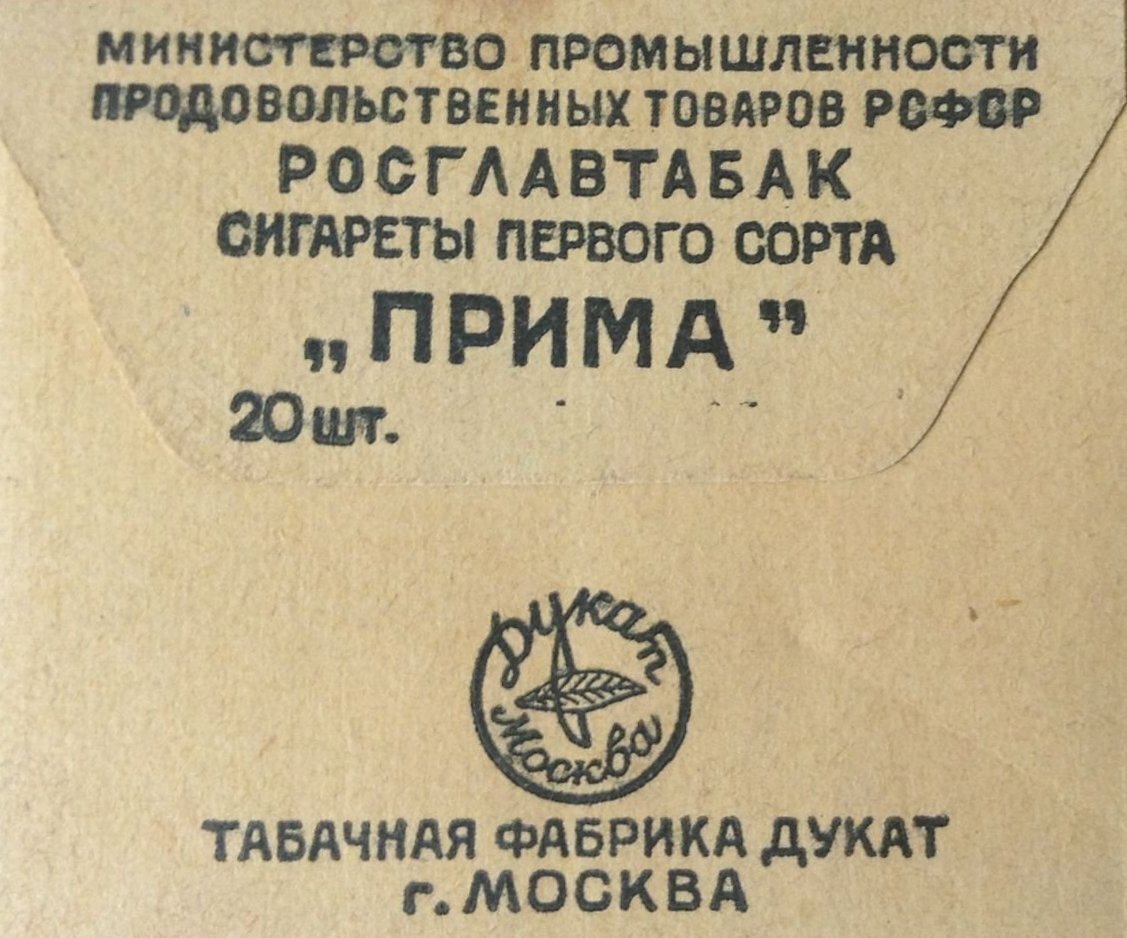 МИНИСТЕРСТВО ПРОМЫШЛЕННОСТИ
ПРОДОВОЛЬСТВЕННЫХ ТОВАРОВ РСФСР
РОСГЛАВТАБАК
СИГАРЕТЫ ПЕРВОГО СОРТА
„ПРИМА”
20 шт.
Дукат
Москва
ТАБАЧНАЯ ФАБРИКА ДУКАТ
г. МОСКВА